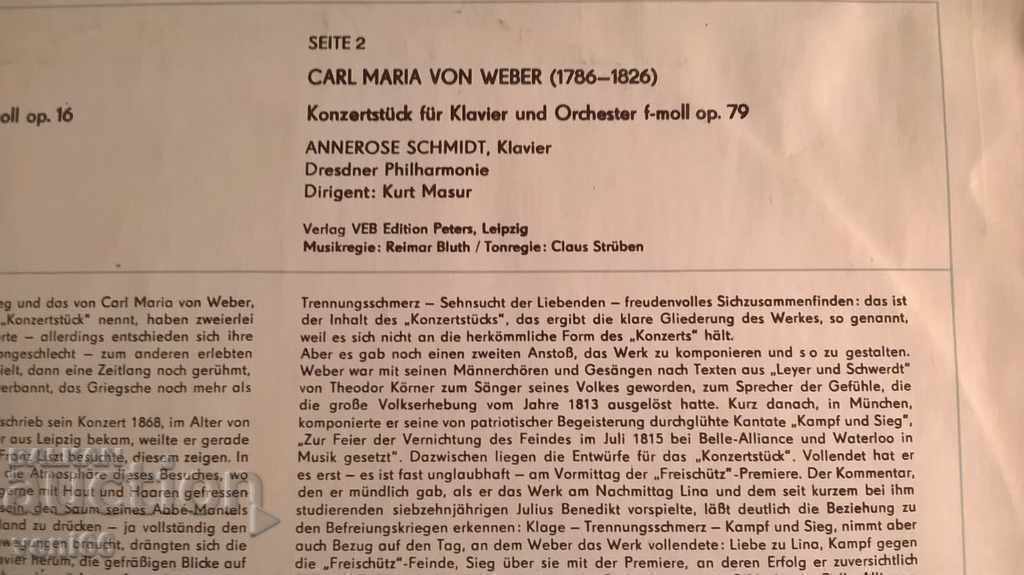 oll op. 16
SEITE 2
CARL MARIA VON WEBER (1786–1826)
Konzertstück für Klavier und Orchester f-moll op. 79
ANNEROSE SCHMIDT, Klavier
Dresdner Philharmonie
Dirigent: Kurt Masur
Verlag VEB Edition Peters, Leipzig
Musikregie: Reimar Bluth / Tonregie: Claus Strüben
eg und das von Carl Maria von Weber,
„Konzertstück" nennt, haben zweierlei
erte – allerdings entschieden sich ihre
ongeschlecht – zum anderen erlebten
ielt, dann eine Zeitlang noch gerühmt,
erbannt, das Griegsche noch mehr als
schrieb sein Konzert 1868, im Alter von
r aus Leipzig bekam, weilte er gerade
Franz Liszt besuchte, diesem zeigen. In
die Atmosphäre dieses Besuches, wo
gerne mit Haut und Haaren gefressen
sein, den Saum seines Abbé-Mantels
land zu drücken – ja vollständig den
wegungen braucht, drängten sich die
avier herum, die gefräßigen Blicke auf
Trennungsschmerz – Sehnsucht der Liebenden – freudenvolles Sichzusammenfinden: das ist
der Inhalt des „Konzertstücks", das ergibt die klare Gliederung des Werkes, so genannt,
weil es sich nicht an die herkömmliche Form des „Konzerts" hält.
Aber es gab noch einen zweiten Anstoß, das Werk zu komponieren und s o zu gestalten.
Weber war mit seinen Männerchören und Gesängen nach Texten aus „Leyer und Schwerdt"
von Theodor Körner zum Sänger seines Volkes geworden, zum Sprecher der Gefühle, die
die große Volkserhebung vom Jahre 1813 ausgelöst hatte. Kurz danach, in München,
komponierte er seine von patriotischer Begeisterung durchglühte Kantate „Kampf und Sieg",
„Zur Feier der Vernichtung des Feindes im Juli 1815 bei Belle-Alliance und Waterloo in
Musik gesetzt". Dazwischen liegen die Entwürfe für das „Konzertstück". Vollendet hat er
es erst – es ist fast unglaubhaft – am Vormittag der „Freischütz"-Premiere. Der Kommentar,
den er mündlich gab, als er das Werk am Nachmittag Lina und dem seit kurzem bei ihm
studierenden siebzehnjährigen Julius Benedikt vorspielte, läßt deutlich die Beziehung zu
den Befreiungskriegen erkennen: Klage – Trennungsschmerz – Kampf und Sieg, nimmt aber
auch Bezug auf den Tag, an dem Weber das Werk vollendete: Liebe zu Lina, Kampf gegen
die „Freischütz"-Feinde, Sieg über sie mit der Premiere, an deren Erfolg er zuversichtlich